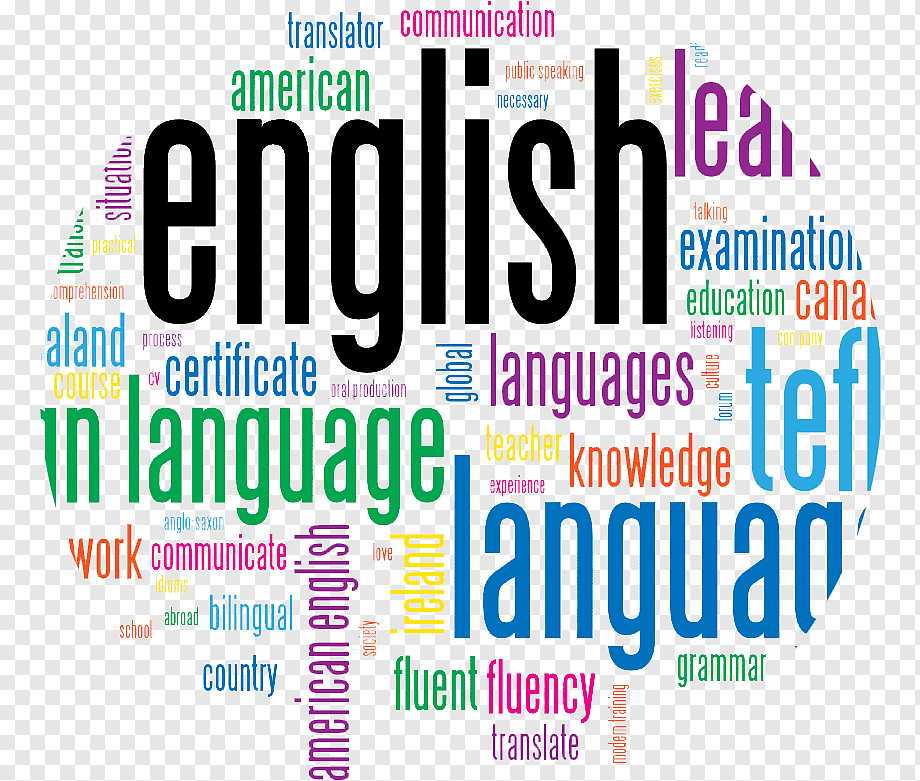 communication
translator
american
public speaking
necessary
exercises
english
lear
situation
talking
practical
examination
comprehension
education
cana
listening
aland
process
company
certificate
global
languages
culture
tefl
course
cv
oral production
forum
in language
teacher
knowledge
experience
language
anglo-saxon
work
communicate
love
ireland
american english
idioms
abroad
bilingual
school
society
country
fluent
fluency
grammar
modern training
translate